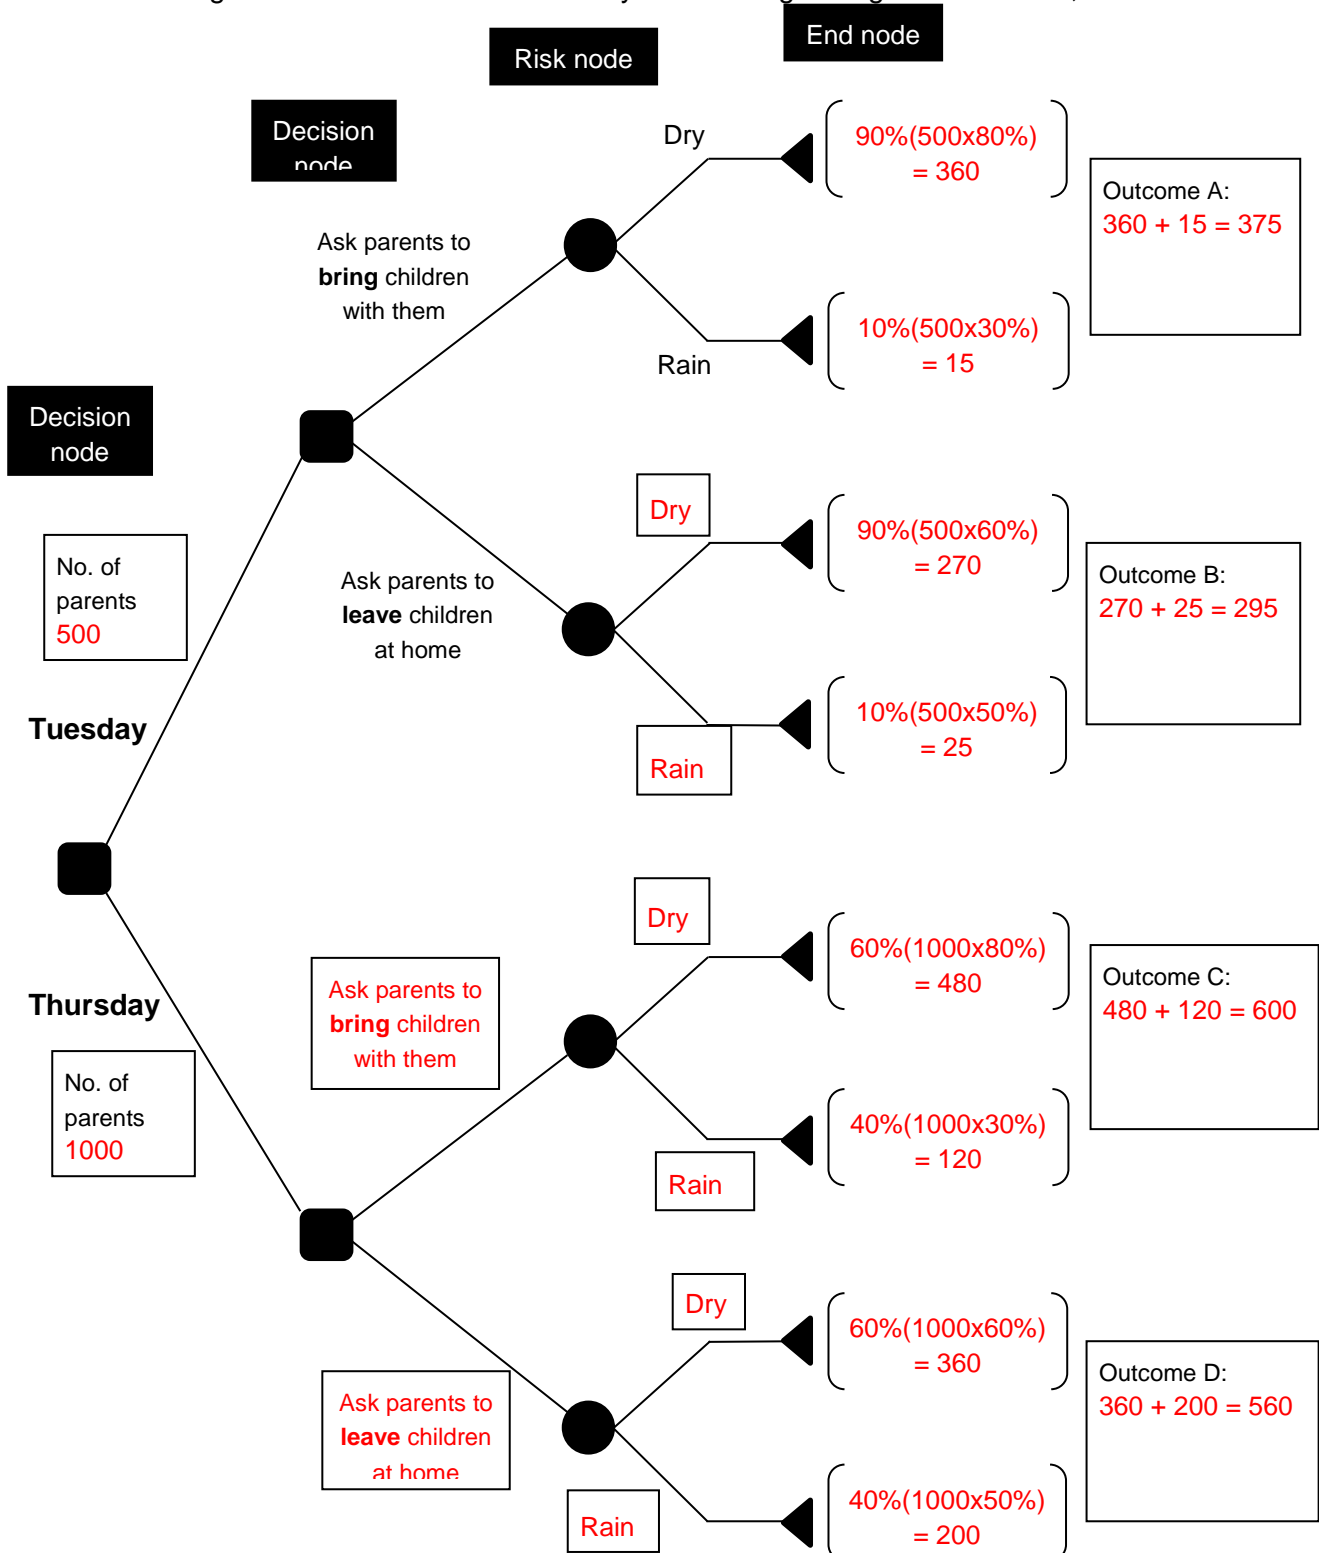 End node
Risk node
Decision
node
Dry
90%(500x80%)
= 360
Outcome A:
360 + 15 = 375
Ask parents to
bring children
with them
10%(500x30%)
= 15
Rain
Decision
node
Dry
90%(500x60%)
= 270
Outcome B:
270 + 25 = 295
No. of
parents
500
Ask parents to
leave children
at home
Tuesday
10%(500x50%)
= 25
Rain
Dry
60%(1000x80%)
= 480
Outcome C:
480 + 120 = 600
Thursday
Ask parents to
bring children
with them
No. of
parents
1000
40%(1000x30%)
= 120
Rain
Dry
60%(1000x60%)
= 360
Outcome D:
360 + 200 = 560
Ask parents to
leave children
at home
40%(1000x50%)
= 200
Rain